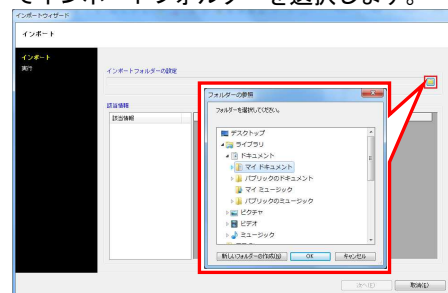 でインポートフォルダーを選択します。
インポートウィザード
インポート
インポート
実行
インポートフォルダーの設定
該当情報
該当情報
フォルダーの参照
フォルダーを選択してください。
デスクトップ
ライブラリ
ドキュメント
マイ ドキュメント
パブリックのドキュメント
マイ ミュージック
パブリックのミュージック
ピクチャ
ビデオ
ミュージック
新しいフォルダーの作成(N)
OK
キャンセル
次へ(N)
取消(C)